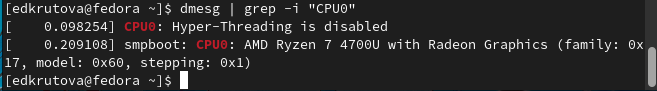 [edkrutova@fedora ~]$ dmesg | grep -i "CPU0"
[    0.098254] CPU0: Hyper-Threading is disabled
[    0.209108] smpboot: CPU0: AMD Ryzen 7 4700U with Radeon Graphics (family: 0x
17, model: 0x60, stepping: 0x1)
[edkrutova@fedora ~]$